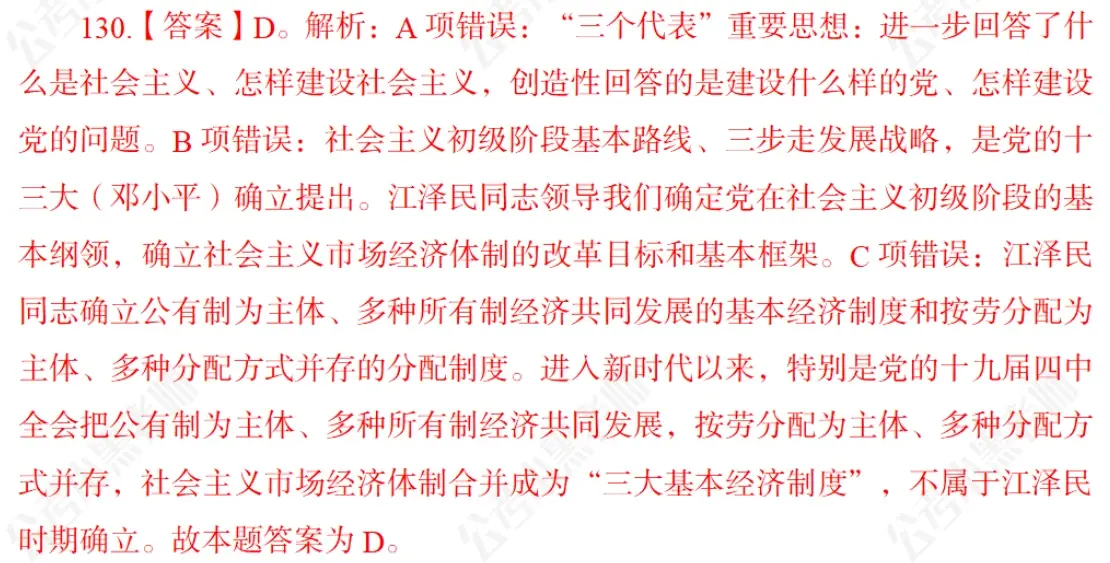 130.【答案】D。解析：A 项错误：“三个代表”重要思想：进一步回答了什
么是社会主义、怎样建设社会主义，创造性回答的是建设什么样的党、怎样建设
党的问题。B 项错误：社会主义初级阶段基本路线、三步走发展战略，是党的十
三大（邓小平）确立提出。江泽民同志领导我们确定党在社会主义初级阶段的基
本纲领，确立社会主义市场经济体制的改革目标和基本框架。C 项错误：江泽民
同志确立公有制为主体、多种所有制经济共同发展的基本经济制度和按劳分配为
主体、多种分配方式并存的分配制度。进入新时代以来，特别是党的十九届四中
全会把公有制为主体、多种所有制经济共同发展，按劳分配为主体、多种分配方
式并存，社会主义市场经济体制合并成为“三大基本经济制度”，不属于江泽民
时期确立。故本题答案为 D。